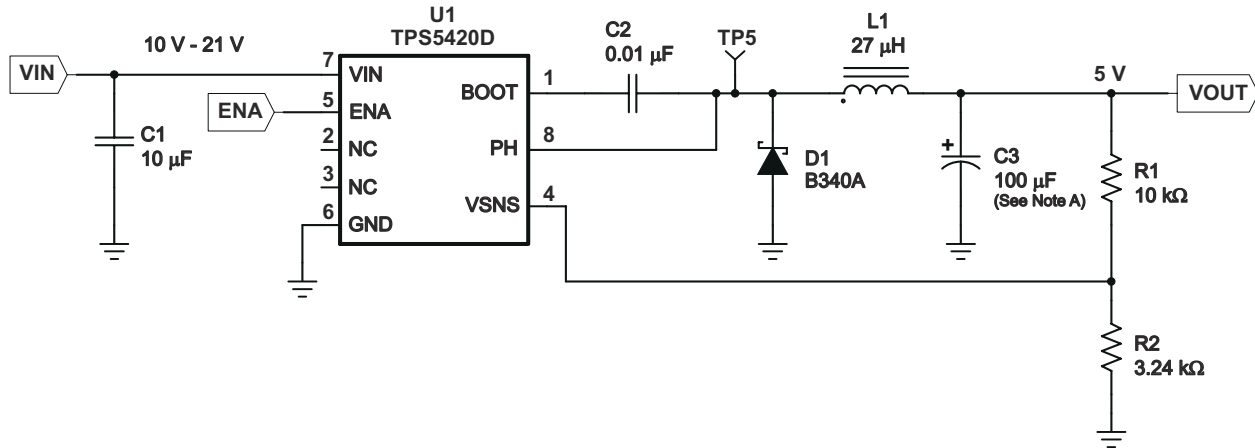 U1
TPS5420D
10 V - 21 V
VIN
ENA
C1
10 μF
7
5
2
3
6
VIN
ENA
NC
NC
GND
BOOT
PH
VSNS
1
8
4
C2
0.01 μF
TP5
L1
27 μH
5 V
VOUT
D1
B340A
+
C3
100 μF
(See Note A)
R1
10 kΩ
R2
3.24 kΩ